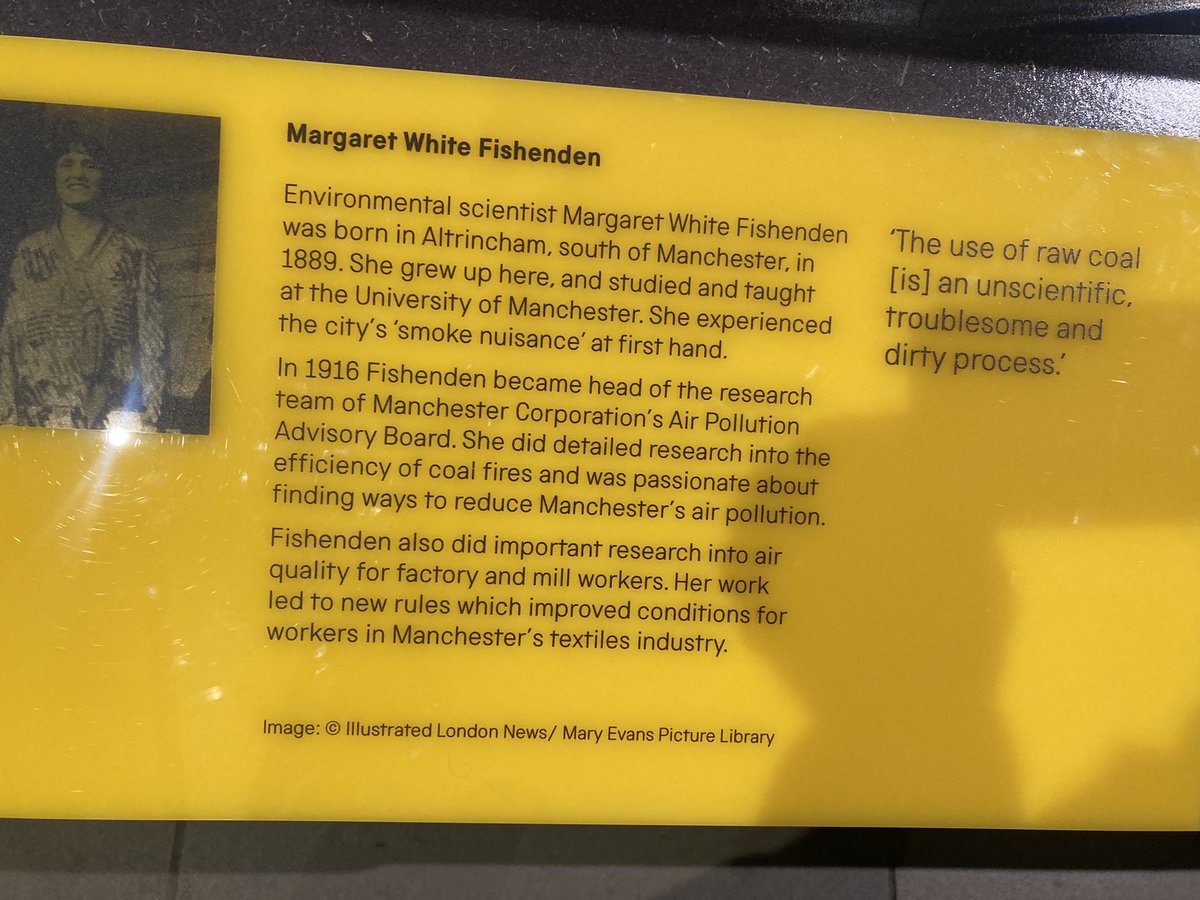 Margaret White Fishenden
Environmental scientist Margaret White Fishenden
was born in Altrincham, south of Manchester, in
1889. She grew up here, and studied and taught
at the University of Manchester. She experienced
the city's 'smoke nuisance' at first hand.
In 1916 Fishenden became head of the research
team of Manchester Corporation's Air Pollution
Advisory Board. She did detailed research into the
efficiency of coal fires and was passionate about
finding ways to reduce Manchester's air pollution.
Fishenden also did important research into air
quality for factory and mill workers. Her work
led to new rules which improved conditions for
workers in Manchester's textiles industry.
Image: © Illustrated London News/ Mary Evans Picture Library
'The use of raw coal
[is] an unscientific,
troublesome and
dirty process.'